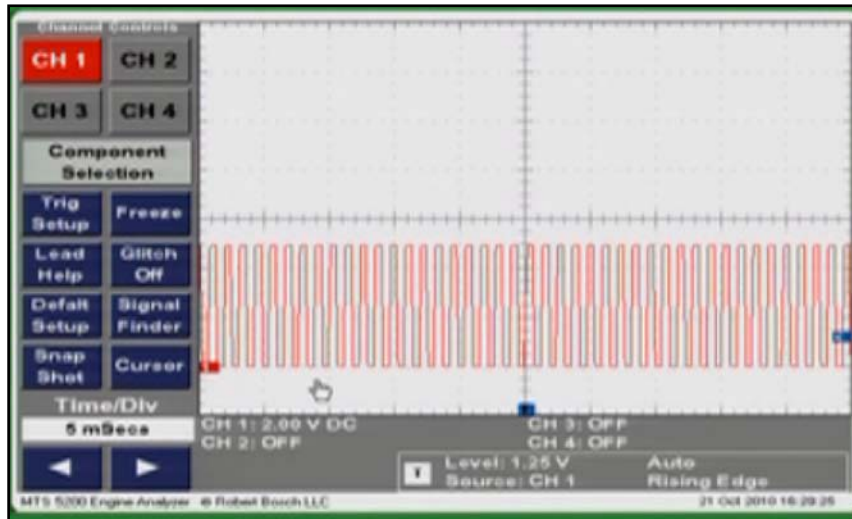 Channel Controls
CH 1
CH 2
CH 3
CH 4
Component
Selection
Trig
Setup
Freeze
Lead
Help
Glitch
Off
Defalt
Setup
Signal
Finder
Snap
Shot
Cursor
Time/Div
5 mSecs
CH 1: 2.00 V DC
CH 3: OFF
CH 2: OFF
CH 4: OFF
T
Level: 1.25 V
Auto
Source: CH 1
Rising Edge
MTS 5200 Engine Analyzer ® Robert Bosch LLC
21 Oct 2010 16:29:25